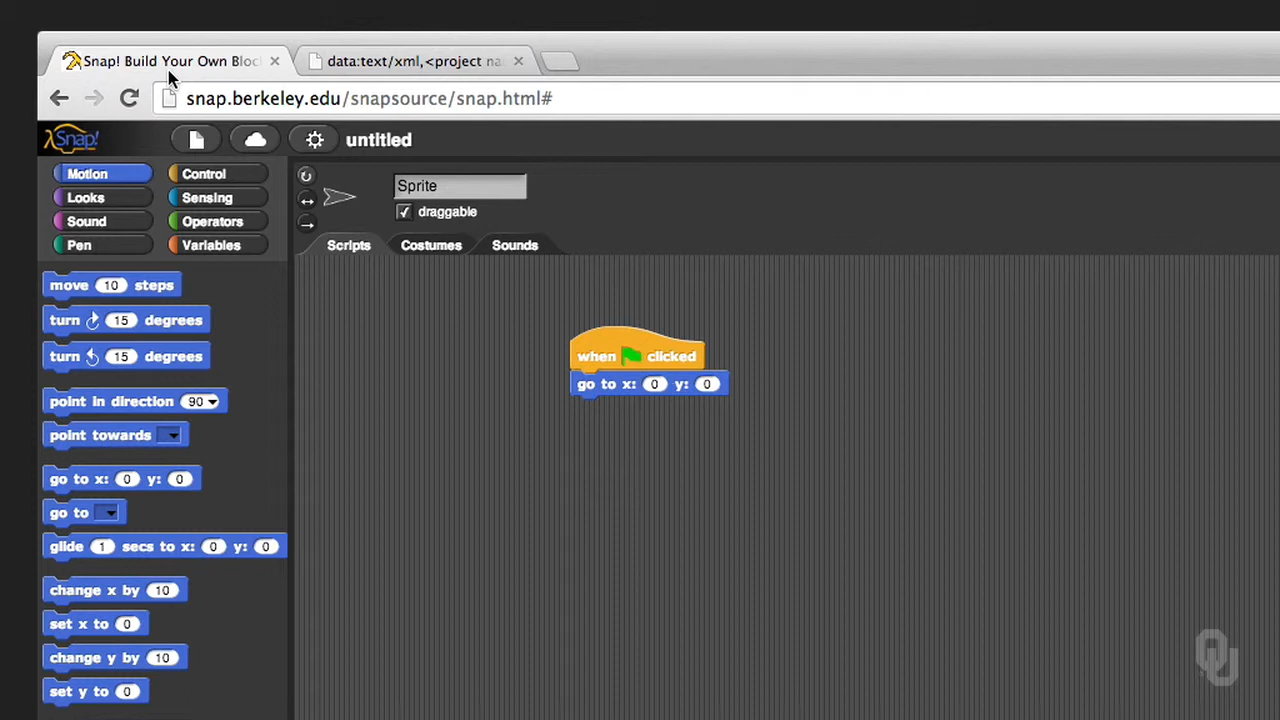 Snap! Build Your Own Bloc
data:text/xml,<project na
snap.berkeley.edu/snapsource/snap.html#
Snap!
untitled
Motion
Control
Looks
Sensing
Sound
Operators
Pen
Variables
Sprite
draggable
Scripts
Costumes
Sounds
move 10 steps
turn 15 degrees
turn 15 degrees
point in direction 90
point towards
go to x: 0 y: 0
go to
glide 1 secs to x: 0 y: 0
change x by 10
set x to 0
change y by 10
set y to 0
when clicked
go to x: 0 y: 0
OU